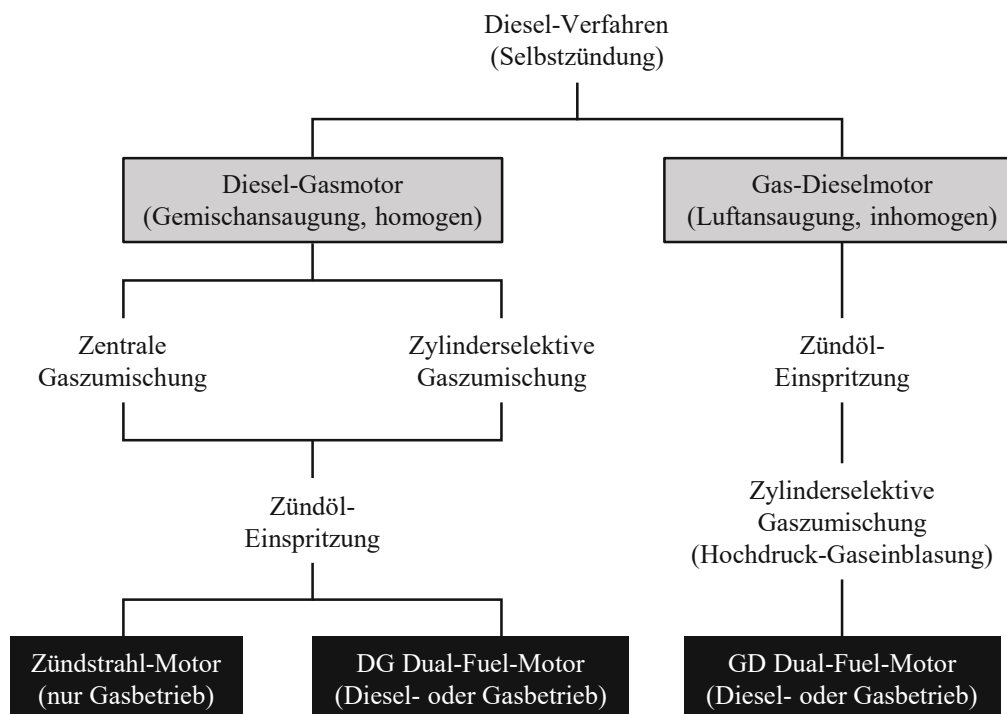 Diesel-Verfahren
(Selbstzündung)
Diesel-Gasmotor
(Gemischansaugung, homogen)
Gas-Dieselmotor
(Luftansaugung, inhomogen)
Zentrale
Gaszumischung
Zylinderselektive
Gaszumischung
Zündöl-
Einspritzung
Zündöl-
Einspritzung
Zylinderselektive
Gaszumischung
(Hochdruck-Gaseinblasung)
Zündstrahl-Motor
(nur Gasbetrieb)
DG Dual-Fuel-Motor
(Diesel- oder Gasbetrieb)
GD Dual-Fuel-Motor
(Diesel- oder Gasbetrieb)